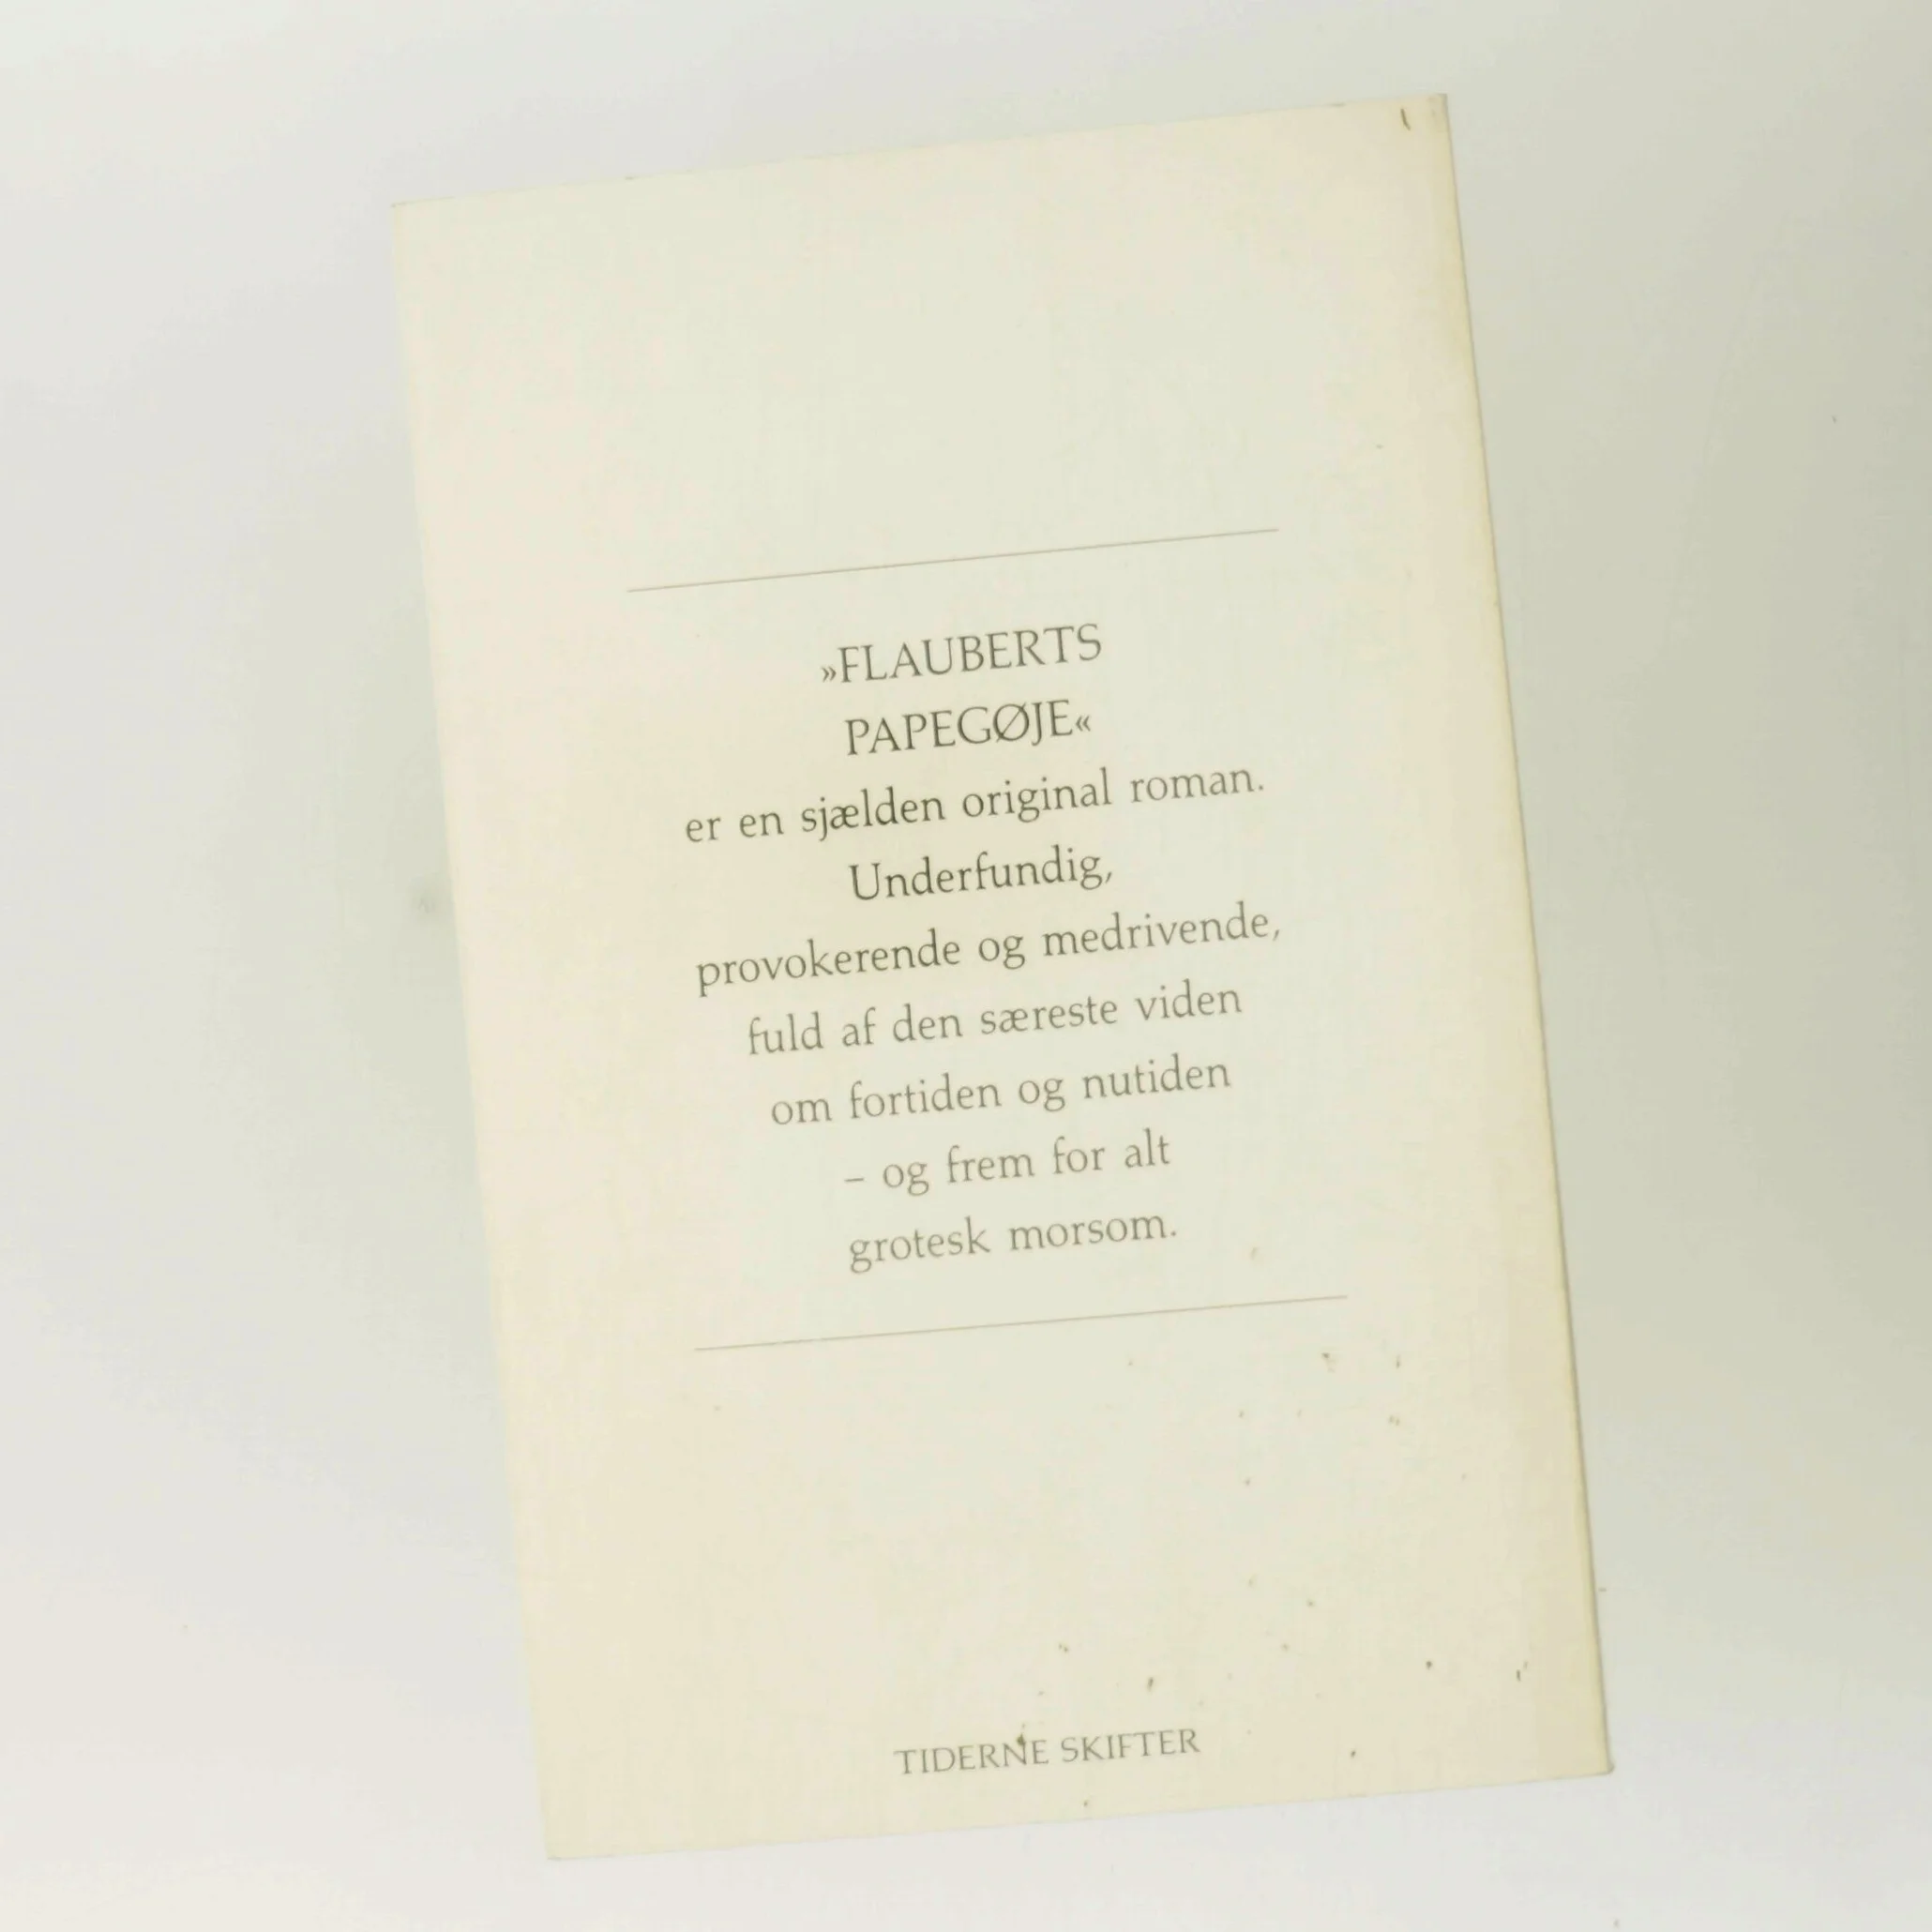 »FLAUBERTS
PAPEGØJE«
er en sjælden original roman.
Underfundig,
provokerende og medrivende,
fuld af den særeste viden
om fortiden og nutiden
– og frem for alt
grotesk morsom.
TIDERNE SKIFTER